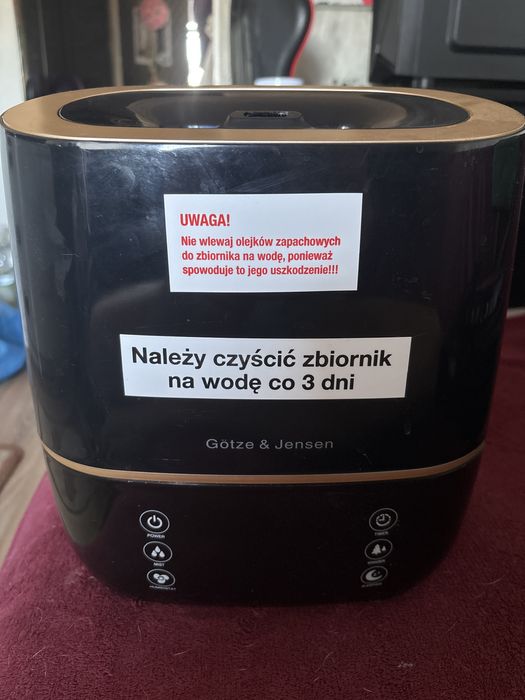 UWAGA!
Nie wlewaj olejków zapachowych
do zbiornika na wodę, ponieważ
spowoduje to jego uszkodzenie!!!
Należy czyścić zbiornik
na wodę co 3 dni
Götze & Jensen
POWER
TIMER
MIST
HUMIDISTAT